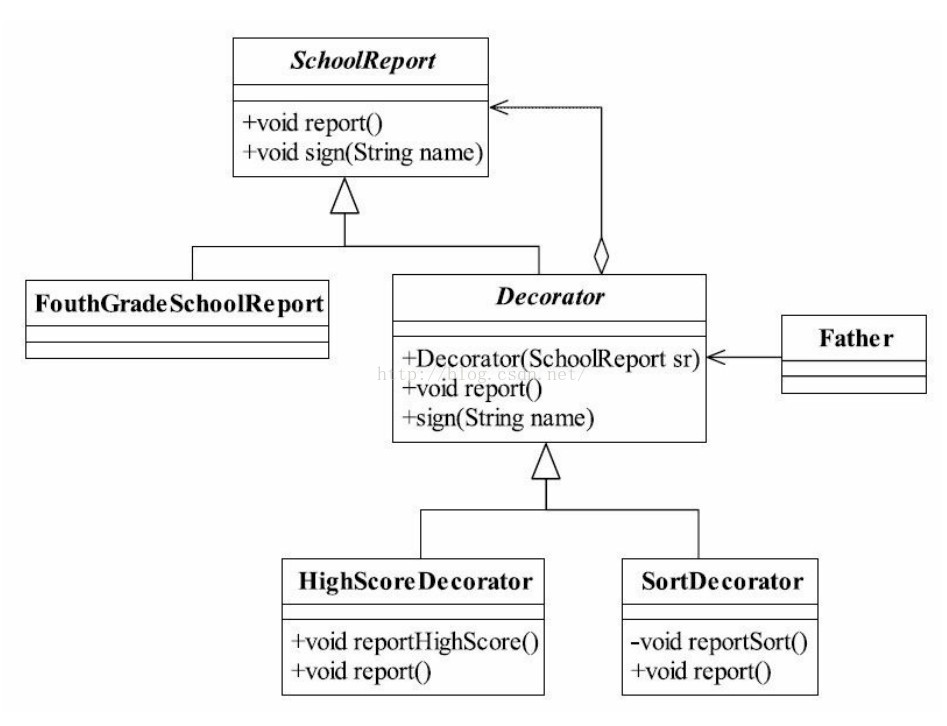 SchoolReport
+void report()
+void sign(String name)
FouthGradeSchoolReport
Decorator
+Decorator(SchoolReport sr)
http://blog.csdn.net/
+void report()
+sign(String name)
Father
HighScoreDecorator
+void reportHighScore()
+void report()
SortDecorator
-void reportSort()
+void report()